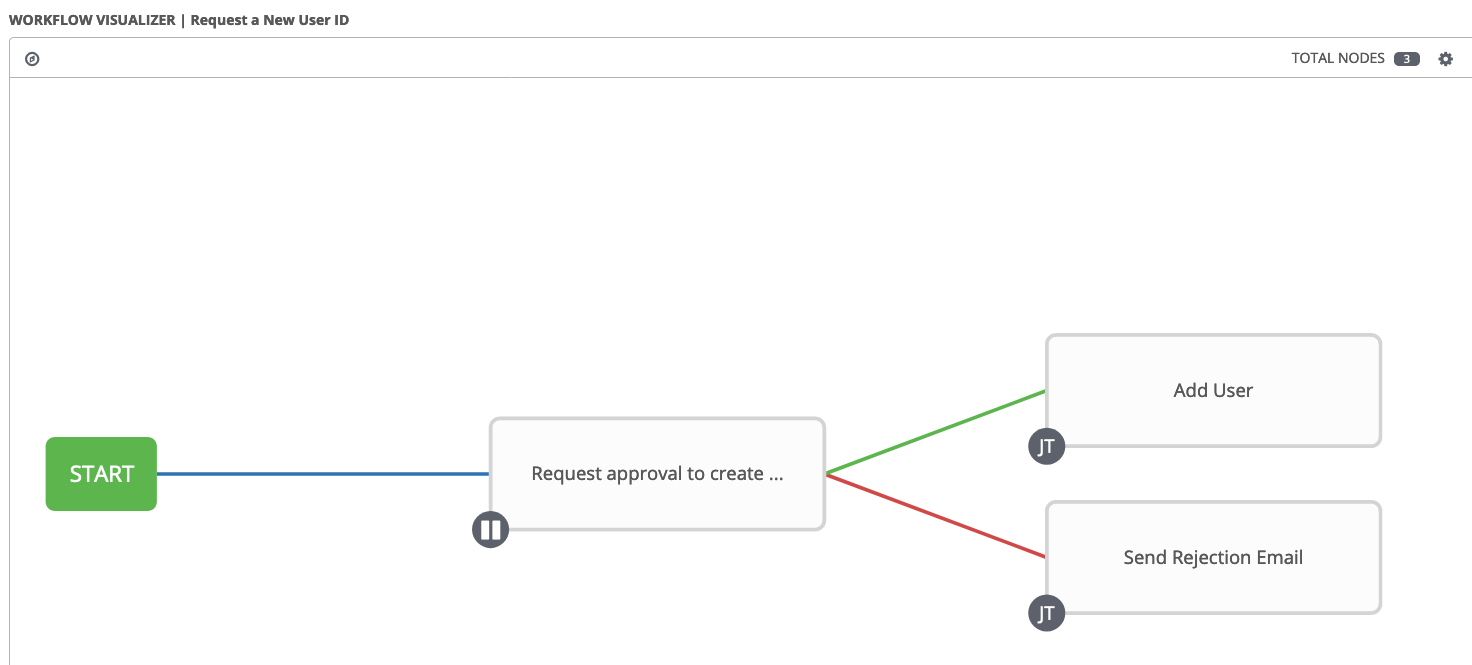 WORKFLOW VISUALIZER | Request a New User ID
TOTAL NODES 3
START
Request approval to create ...
Add User
JT
Send Rejection Email
JT